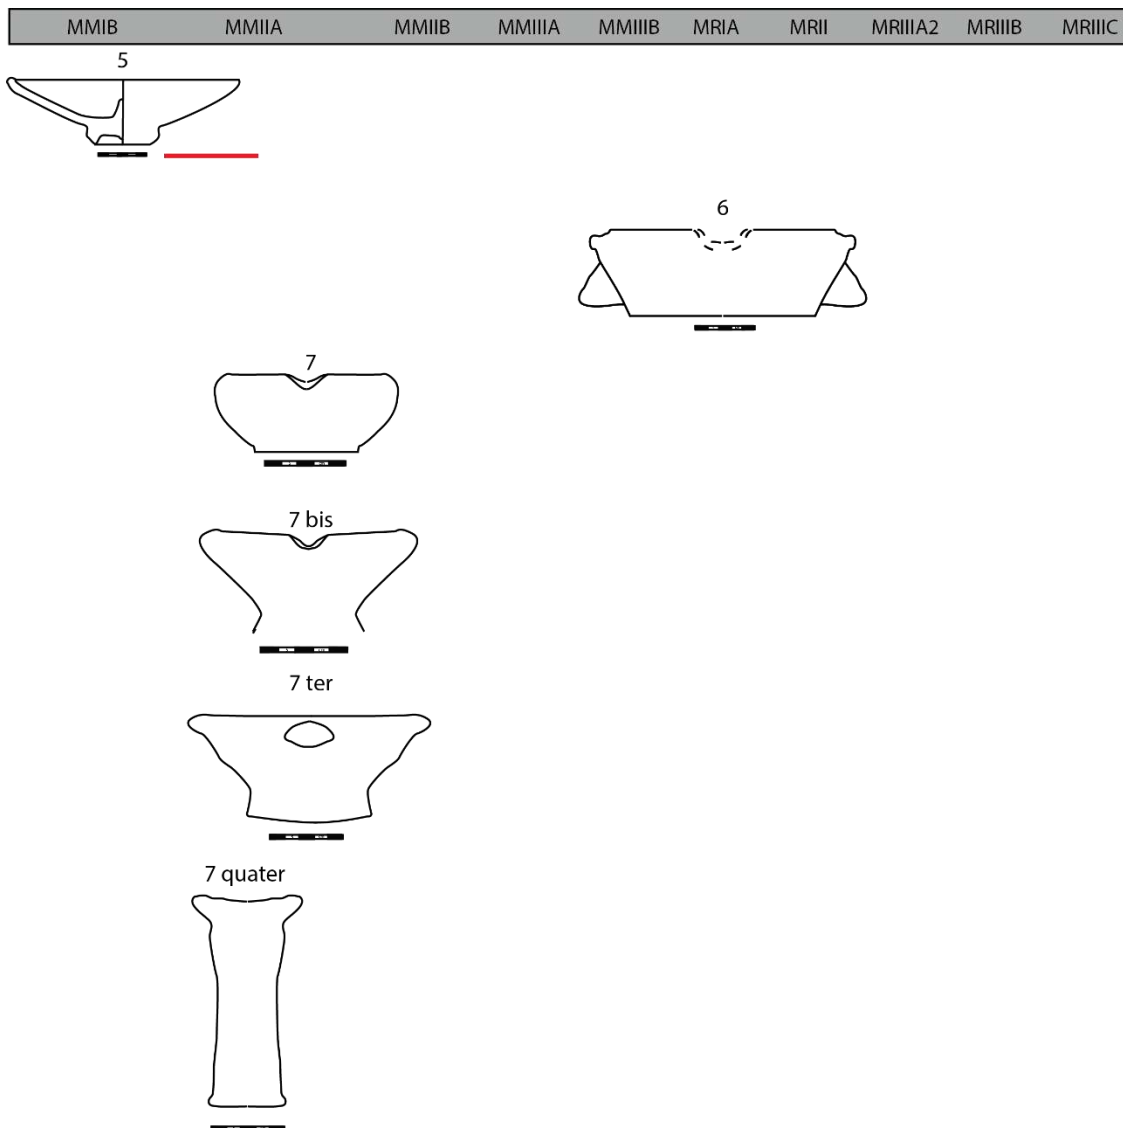 MMIB MMIIA MMIIB MMIIIA MMIIIB MRIA MRII MRIIIA2 MRIIIB MRIIIC
5
6
7
7 bis
7 ter
7 quater